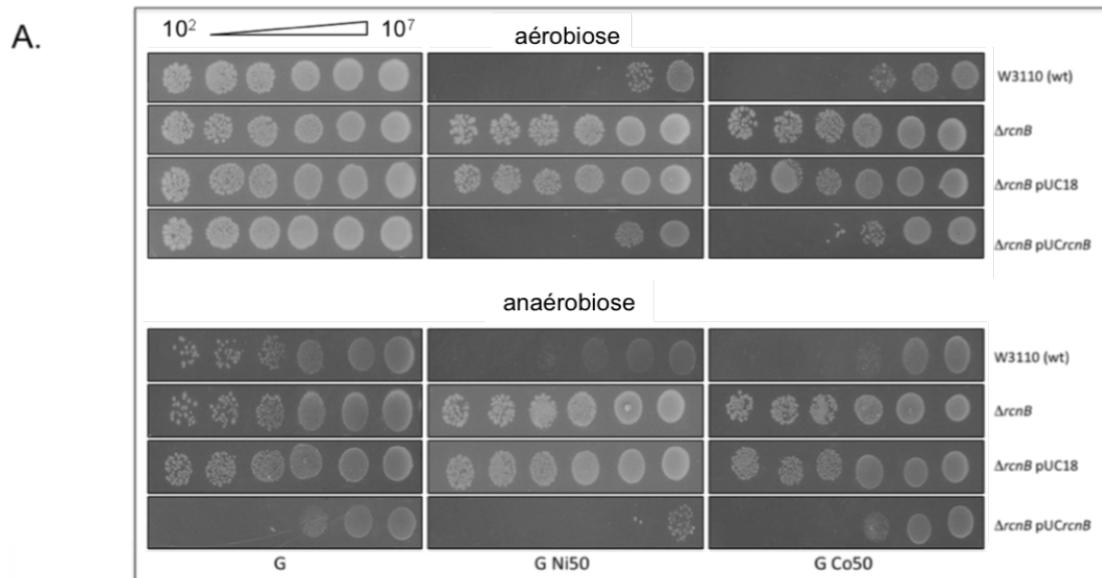 A.
10² 10⁷
aérobiose
W3110 (wt)
ΔrcnB
ΔrcnB pUC18
ΔrcnB pUCrcnB
anaérobiose
W3110 (wt)
ΔrcnB
ΔrcnB pUC18
ΔrcnB pUCrcnB
G G Ni50 G Co50